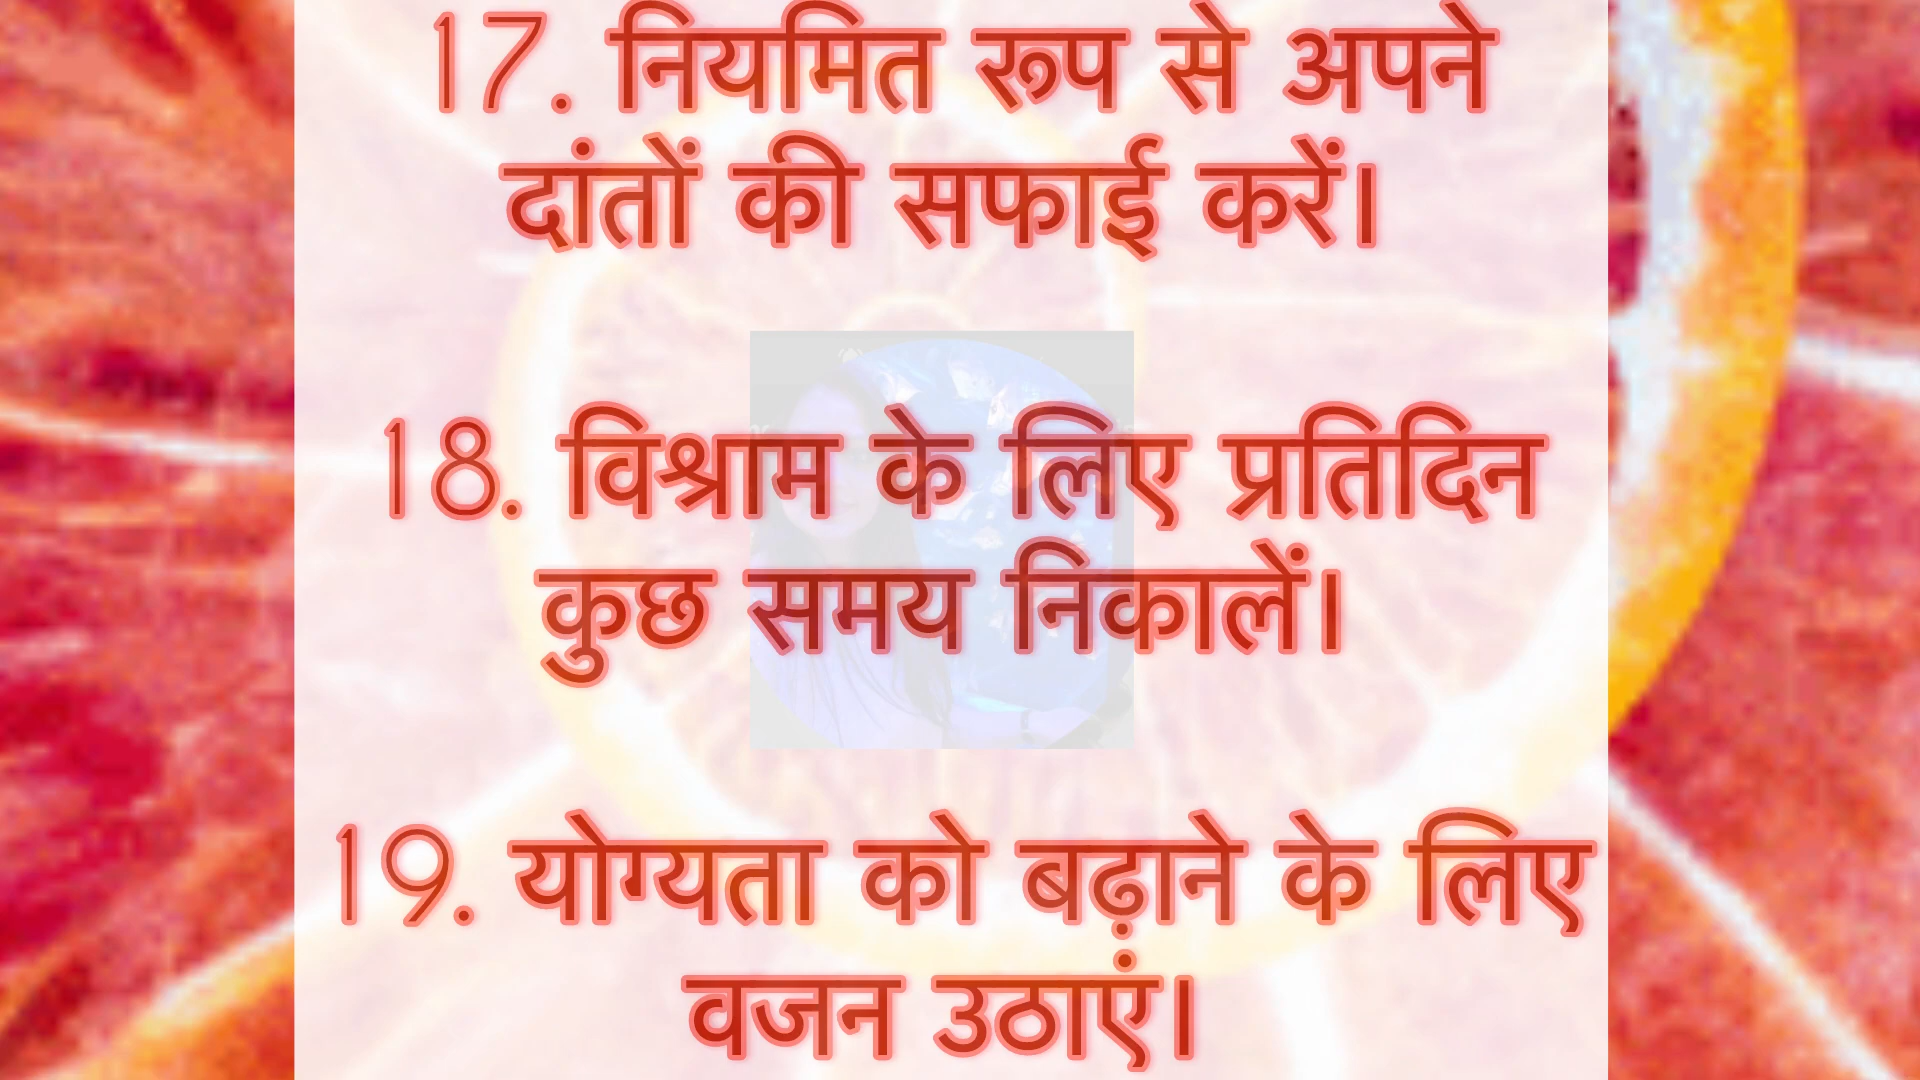 17. नियमित रूप से अपने
दांतों की सफाई करें।
18. विश्राम के लिए प्रतिदिन
कुछ समय निकालें।
19. योग्यता को बढ़ाने के लिए
वजन उठाएं।